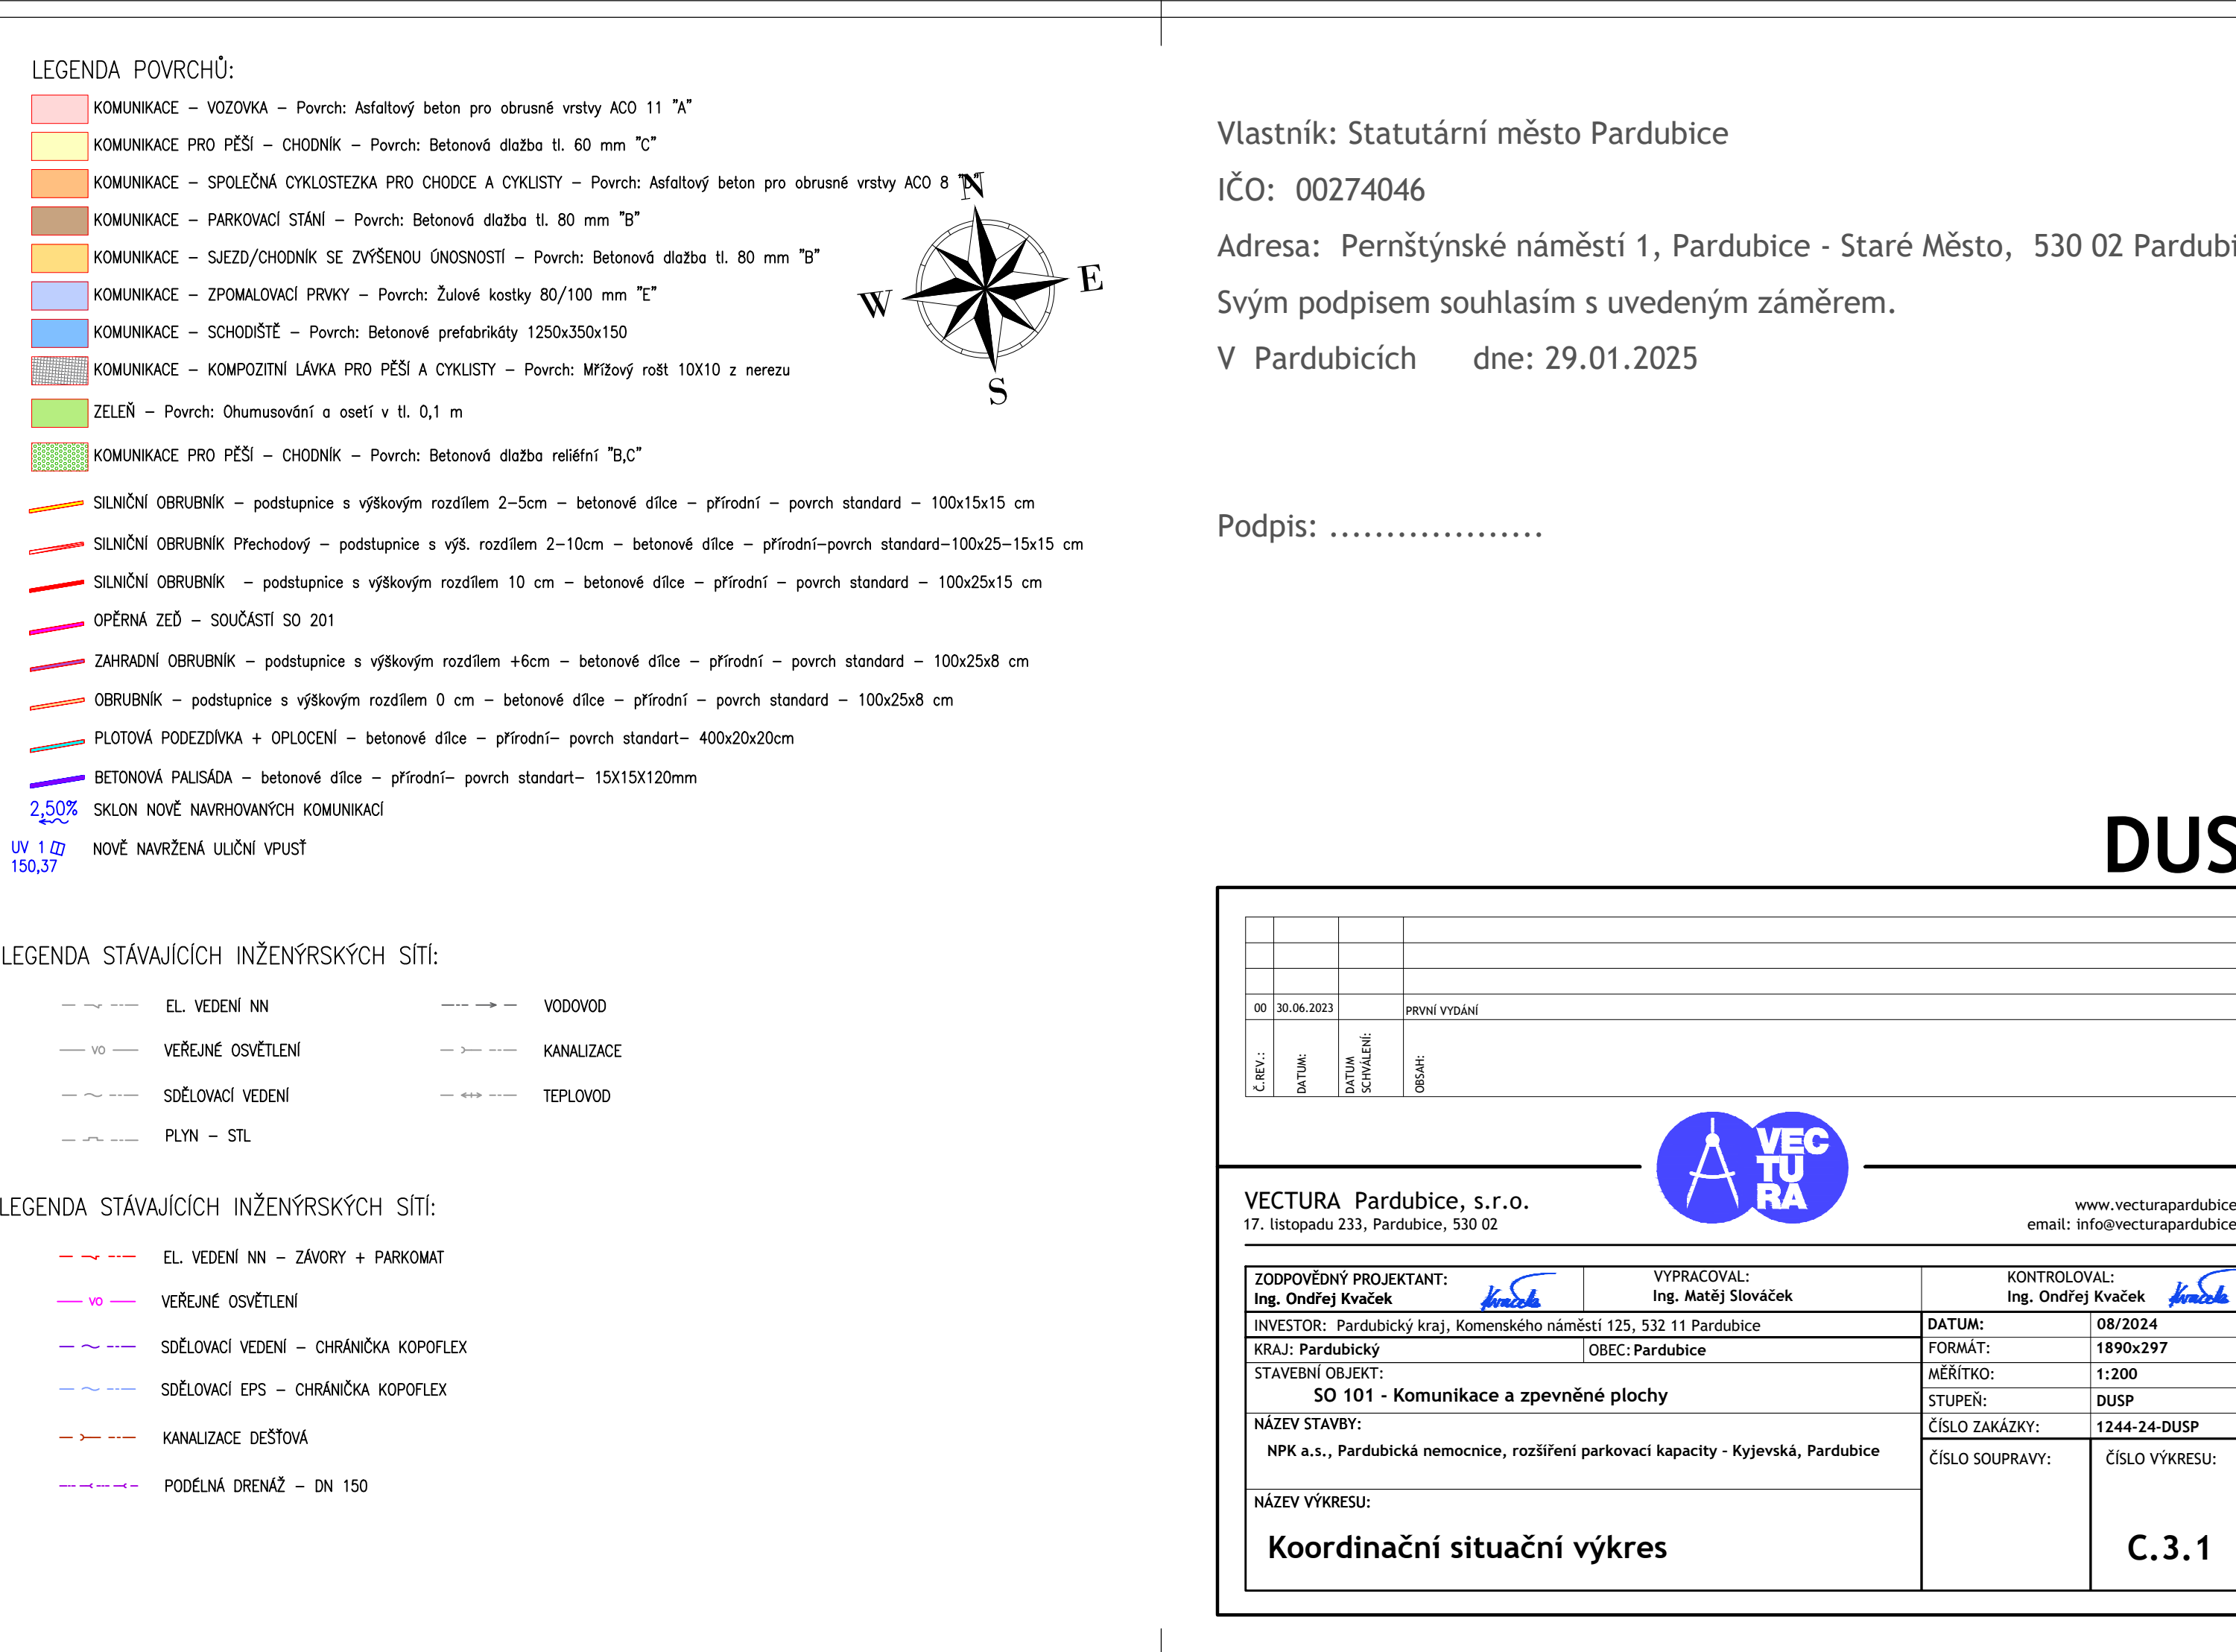 LEGENDA POVRCHŮ:
KOMUNIKACE – VOZOVKA – Povrch: Asfaltový beton pro obrusné vrstvy ACO 11 "A"
KOMUNIKACE PRO PĚŠÍ – CHODNÍK – Povrch: Betonová dlažba tl. 60 mm "C"
KOMUNIKACE – SPOLEČNÁ CYKLOSTEZKA PRO CHODCE A CYKLISTY – Povrch: Asfaltový beton pro obrusné vrstvy ACO 8 "D"
KOMUNIKACE – PARKOVACÍ STÁNÍ – Povrch: Betonová dlažba tl. 80 mm "B"
KOMUNIKACE – SJEZD/CHODNÍK SE ZVÝŠENOU ÚNOSNOSTÍ – Povrch: Betonová dlažba tl. 80 mm "B"
KOMUNIKACE – ZPOMALOVACÍ PRVKY – Povrch: Žulové kostky 80/100 mm "E"
KOMUNIKACE – SCHODIŠTĚ – Povrch: Betonové prefabrikáty 1250x350x150
KOMUNIKACE – KOMPOZITNÍ LÁVKA PRO PĚŠÍ A CYKLISTY – Povrch: Mřížový rošt 10X10 z nerezu
ZELEŇ – Povrch: Ohumusování a osetí v tl. 0,1 m
KOMUNIKACE PRO PĚŠÍ – CHODNÍK – Povrch: Betonová dlažba reliéfní "B,C"
SILNIČNÍ OBRUBNÍK – podstupnice s výškovým rozdílem 2–5cm – betonové dílce – přírodní – povrch standard – 100x15x15 cm
SILNIČNÍ OBRUBNÍK Přechodový – podstupnice s výš. rozdílem 2–10cm – betonové dílce – přírodní–povrch standard–100x25–15x15 cm
SILNIČNÍ OBRUBNÍK – podstupnice s výškovým rozdílem 10 cm – betonové dílce – přírodní – povrch standard – 100x25x15 cm
OPĚRNÁ ZEĎ – SOUČÁSTÍ SO 201
ZAHRADNÍ OBRUBNÍK – podstupnice s výškovým rozdílem +6cm – betonové dílce – přírodní – povrch standard – 100x25x8 cm
OBRUBNÍK – podstupnice s výškovým rozdílem 0 cm – betonové dílce – přírodní – povrch standard – 100x25x8 cm
PLOTOVÁ PODEZDÍVKA + OPLOCENÍ – betonové dílce – přírodní– povrch standart– 400x20x20cm
BETONOVÁ PALISÁDA – betonové dílce – přírodní– povrch standart– 15X15X120mm
2,50% SKLON NOVĚ NAVRHOVANÝCH KOMUNIKACÍ
UV 1 NOVĚ NAVRŽENÁ ULIČNÍ VPUSŤ
150,37
N
E
W
S
LEGENDA STÁVAJÍCÍCH INŽENÝRSKÝCH SÍTÍ:
EL. VEDENÍ NN
VODOVOD
VO VEŘEJNÉ OSVĚTLENÍ
KANALIZACE
SDĚLOVACÍ VEDENÍ
TEPLOVOD
PLYN – STL
LEGENDA STÁVAJÍCÍCH INŽENÝRSKÝCH SÍTÍ:
EL. VEDENÍ NN – ZÁVORY + PARKOMAT
VO VEŘEJNÉ OSVĚTLENÍ
SDĚLOVACÍ VEDENÍ – CHRÁNIČKA KOPOFLEX
SDĚLOVACÍ EPS – CHRÁNIČKA KOPOFLEX
KANALIZACE DEŠŤOVÁ
PODÉLNÁ DRENÁŽ – DN 150
Vlastník: Statutární město Pardubice
IČO: 00274046
Adresa: Pernštýnské náměstí 1, Pardubice - Staré Město, 530 02 Pardubi
Svým podpisem souhlasím s uvedeným záměrem.
V Pardubicích dne: 29.01.2025
Podpis: ...................
DUS
00 30.06.2023 PRVNÍ VYDÁNÍ
Č.REV.:
DATUM:
DATUM
SCHVÁLENÍ:
OBSAH:
VEC
TU
RA
VECTURA Pardubice, s.r.o.
17. listopadu 233, Pardubice, 530 02
www.vecturapardubice
email: info@vecturapardubice
ZODPOVĚDNÝ PROJEKTANT:
Ing. Ondřej Kvaček
Kvaček
VYPRACOVAL:
Ing. Matěj Slováček
KONTROLOVAL:
Ing. Ondřej Kvaček
Kvaček
INVESTOR: Pardubický kraj, Komenského náměstí 125, 532 11 Pardubice
KRAJ: Pardubický
OBEC: Pardubice
STAVEBNÍ OBJEKT:
SO 101 - Komunikace a zpevněné plochy
NÁZEV STAVBY:
NPK a.s., Pardubická nemocnice, rozšíření parkovací kapacity - Kyjevská, Pardubice
NÁZEV VÝKRESU:
Koordinační situační výkres
DATUM: 08/2024
FORMÁT: 1890x297
MĚŘÍTKO: 1:200
STUPEŇ: DUSP
ČÍSLO ZAKÁZKY: 1244-24-DUSP
ČÍSLO SOUPRAVY:
ČÍSLO VÝKRESU:
C.3.1